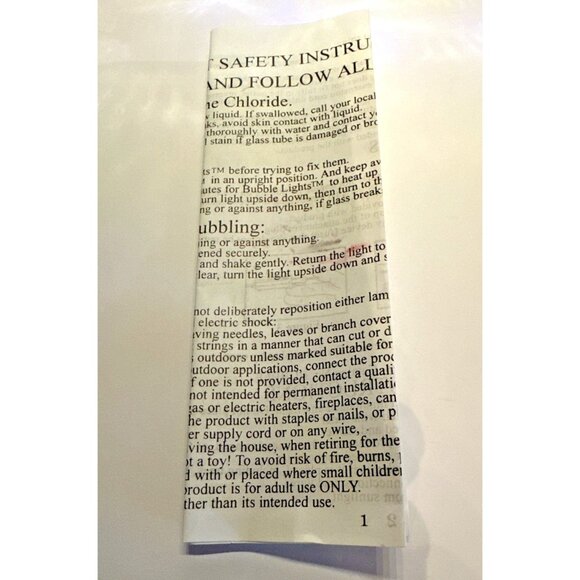 T SAFETY INSTRU
AND FOLLOW ALL
ne Chloride.
liquid. If swallowed, call your local
ks, avoid skin contact with liquid.
thoroughly with water and contact y
l stain if glass tube is damaged or bro
ts™ before trying to fix them.
in an upright position. And keep aw
utes for Bubble Lights™ to heat up
urn light upside down, then turn to th
ng or against anything, if glass break
ubbling:
ning or against anything.
ened securely.
and shake gently. Return the light to
lear, turn the light upside down and s
not deliberately reposition either lam
electric shock:
ving needles, leaves or branch cover
strings in a manner that can cut or d
outdoors unless marked suitable for
utdoor applications, connect the proc
f one is not provided, contact a quali
not intended for permanent installati
gas or electric heaters, fireplaces, can
he product with staples or nails, or p
er supply cord or on any wire,
ving the house, when retiring for the
ot a toy! To avoid risk of fire, burns,
d with or placed where small children
product is for adult use ONLY.
ther than its intended use.
1
2